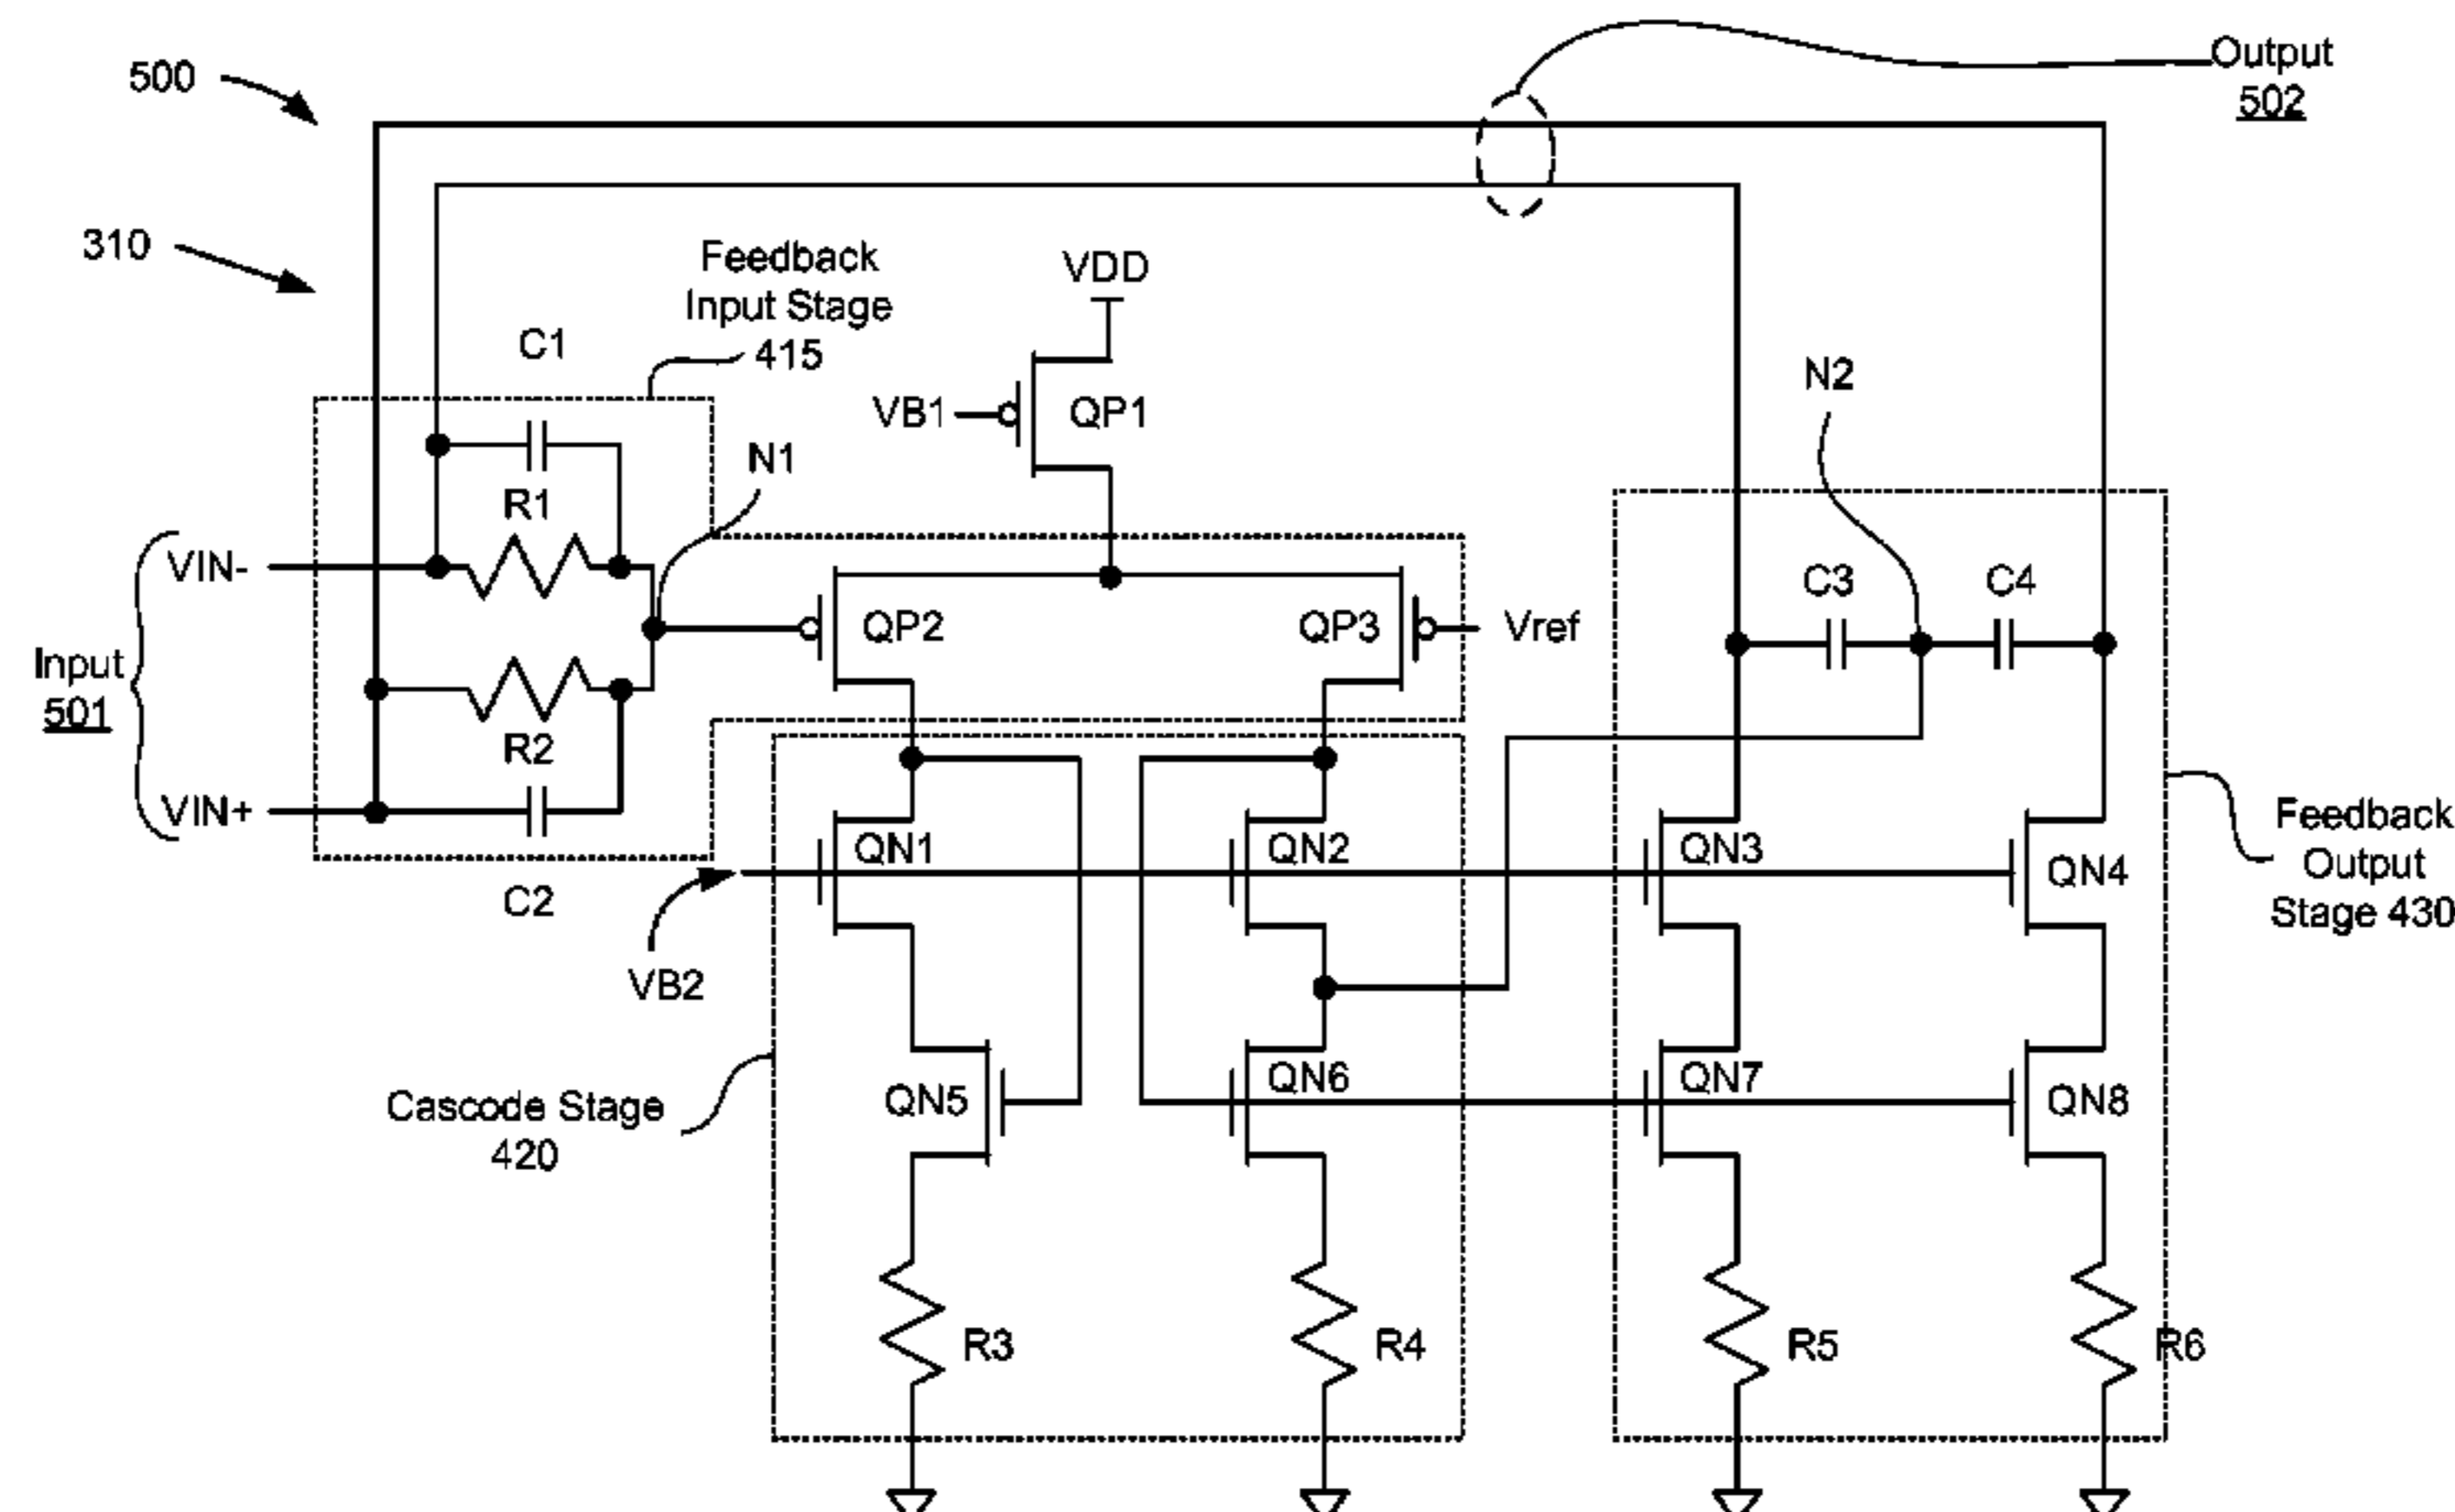 500
Output
502
310
Feedback
Input Stage
415
VDD
C1
VB1
QP1
N2
N1
R1
VIN-
QP2
QP3
Vref
C3
C4
Input
501
R2
VIN+
C2
QN1
QN2
QN3
QN4
Feedback
Output
Stage 430
VB2
Cascode Stage
420
QN5
QN6
QN7
QN8
R3
R4
R5
R6